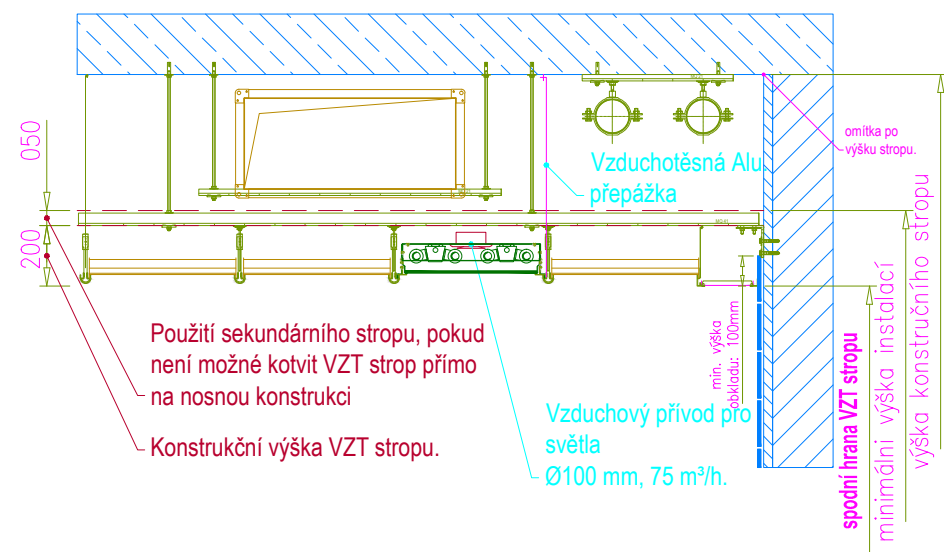 omítka po
výšku stropu.
Vzduchotěsná Alu
přepážka
050
200
Použití sekundárního stropu, pokud
není možné kotvit VZT strop přímo
na nosnou konstrukci
Konstrukční výška VZT stropu.
Vzduchový přívod pro
světla
Ø100 mm, 75 m³/h.
min. výška
obkladu: 100mm
spodní hrana VZT stropu
minimálni výška instalací
výška konstručního stropu